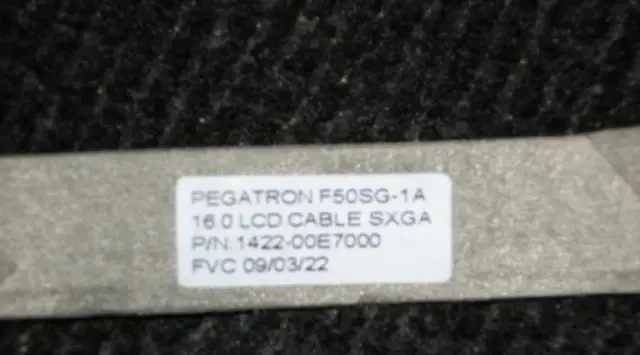 PEGATRON F50SG-1A
16.0 LCD CABLE SXGA
P/N:1422-00E7000
FVC 09/03/22